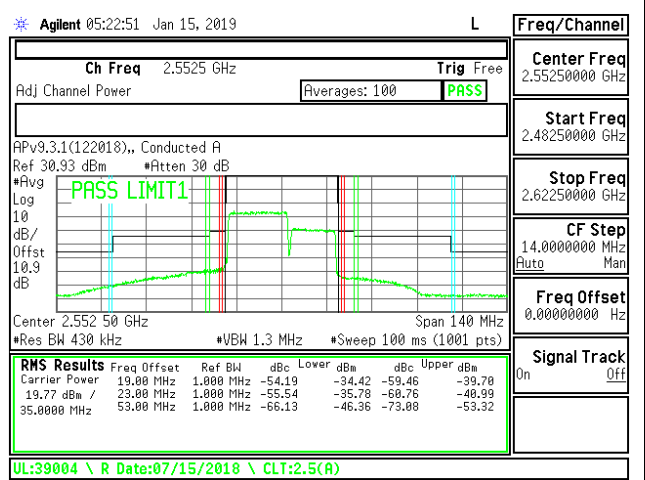 Agilent 05:22:51 Jan 15, 2019 L
Freq/Channel
Ch Freq 2.5525 GHz Trig Free
Adj Channel Power Averages: 100 PASS
APv9.3.1(122018),, Conducted A
Ref 30.93 dBm #Atten 30 dB
#Avg
Log
10
dB/
Offst
10.9
dB
PASS LIMIT1
Center 2.552 50 GHz Span 140 MHz
#Res BW 430 kHz #VBW 1.3 MHz #Sweep 100 ms (1001 pts)
RMS Results Freq Offset Ref BW dBc Lower dBm dBc Upper dBm
Carrier Power 19.00 MHz 1.000 MHz -54.19 -34.42 -59.46 -39.70
19.77 dBm / 23.00 MHz 1.000 MHz -55.54 -35.78 -60.76 -40.99
35.0000 MHz 53.00 MHz 1.000 MHz -66.13 -46.36 -73.08 -53.32
UL:39004 \ R Date:07/15/2018 \ CLT:2.5(A)
Center Freq
2.55250000 GHz
Start Freq
2.48250000 GHz
Stop Freq
2.62250000 GHz
CF Step
14.0000000 MHz
Auto Man
Freq Offset
0.00000000 Hz
Signal Track
On Off